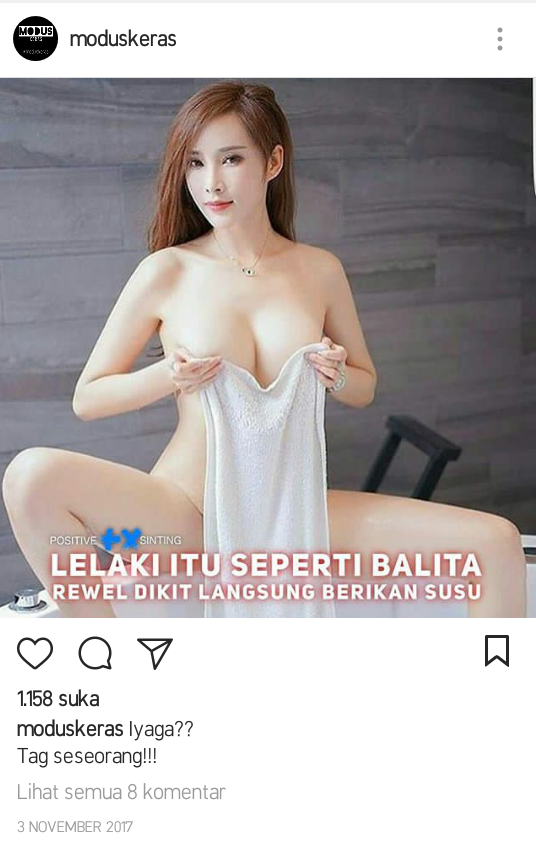 MODUS
moduskeras
POSITIVE
SINTING
LELAKI ITU SEPERTI BALITA
REWEL DIKIT LANGSUNG BERIKAN SUSU
1.158 suka
moduskeras Iyaga??
Tag seseorang!!!
Lihat semua 8 komentar
3 NOVEMBER 2017